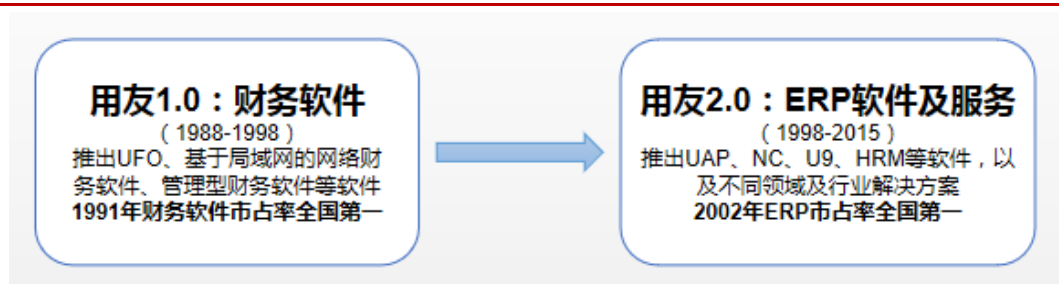 用友1.0：财务软件
（1988-1998）
推出UFO、基于局域网的网络财
务软件、管理型财务软件等软件
1991年财务软件市占率全国第一
用友2.0：ERP软件及服务
（1998-2015）
推出UAP、NC、U9、HRM等软件，以
及不同领域及行业解决方案
2002年ERP市占率全国第一